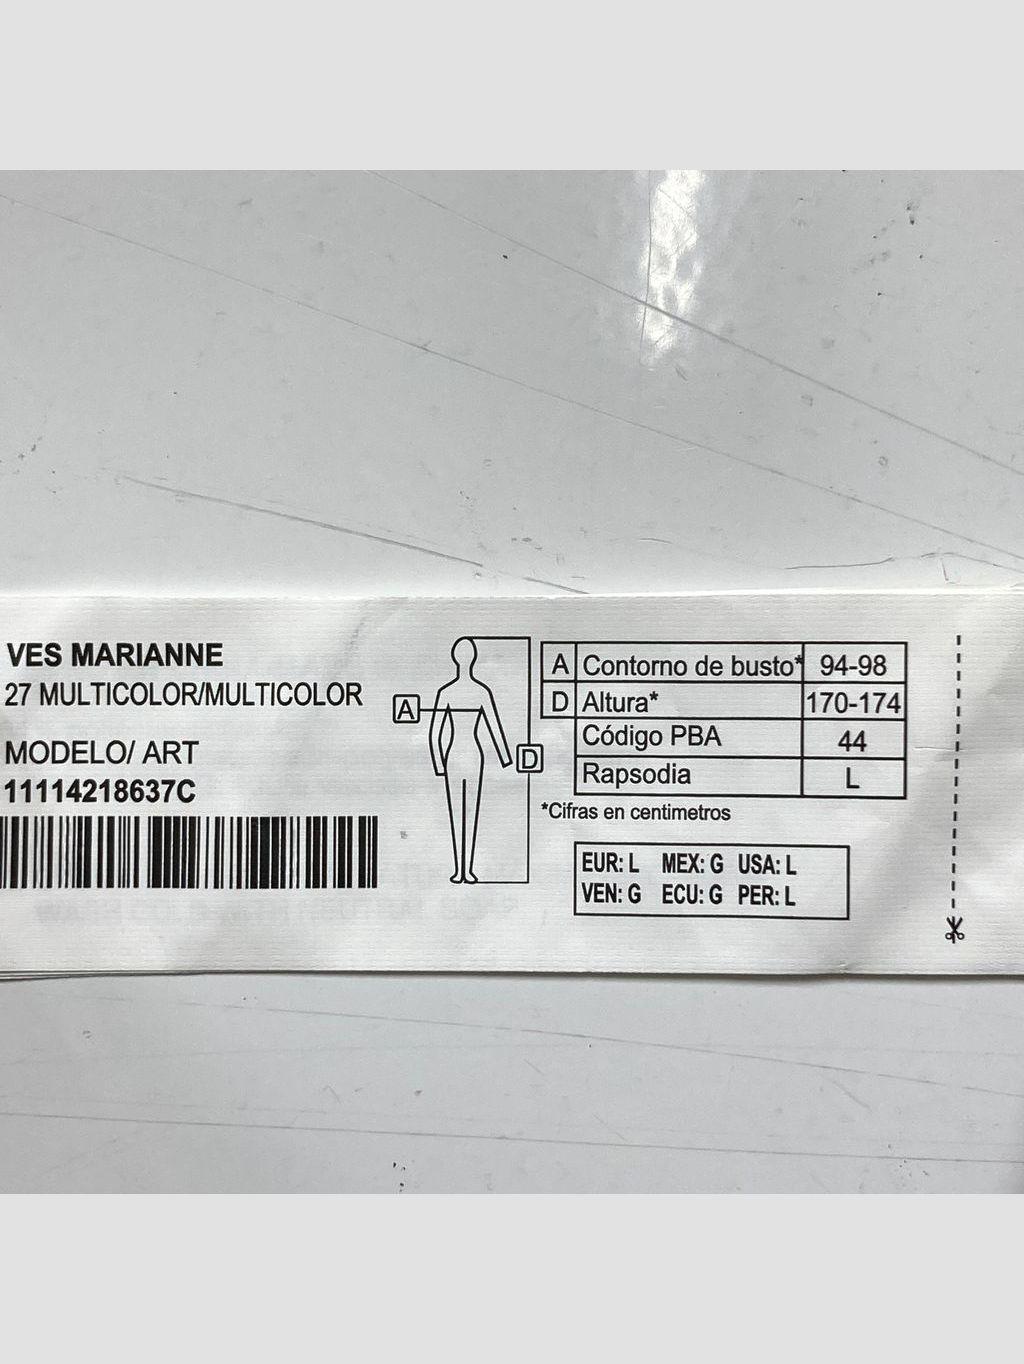 VES MARIANNE
27 MULTICOLOR/MULTICOLOR
MODELO/ ART
11114218637C
A
D
A Contorno de busto* 94-98
D Altura* 170-174
Código PBA 44
Rapsodia L
*Cifras en centimetros
EUR: L MEX: G USA: L
VEN: G ECU: G PER: L